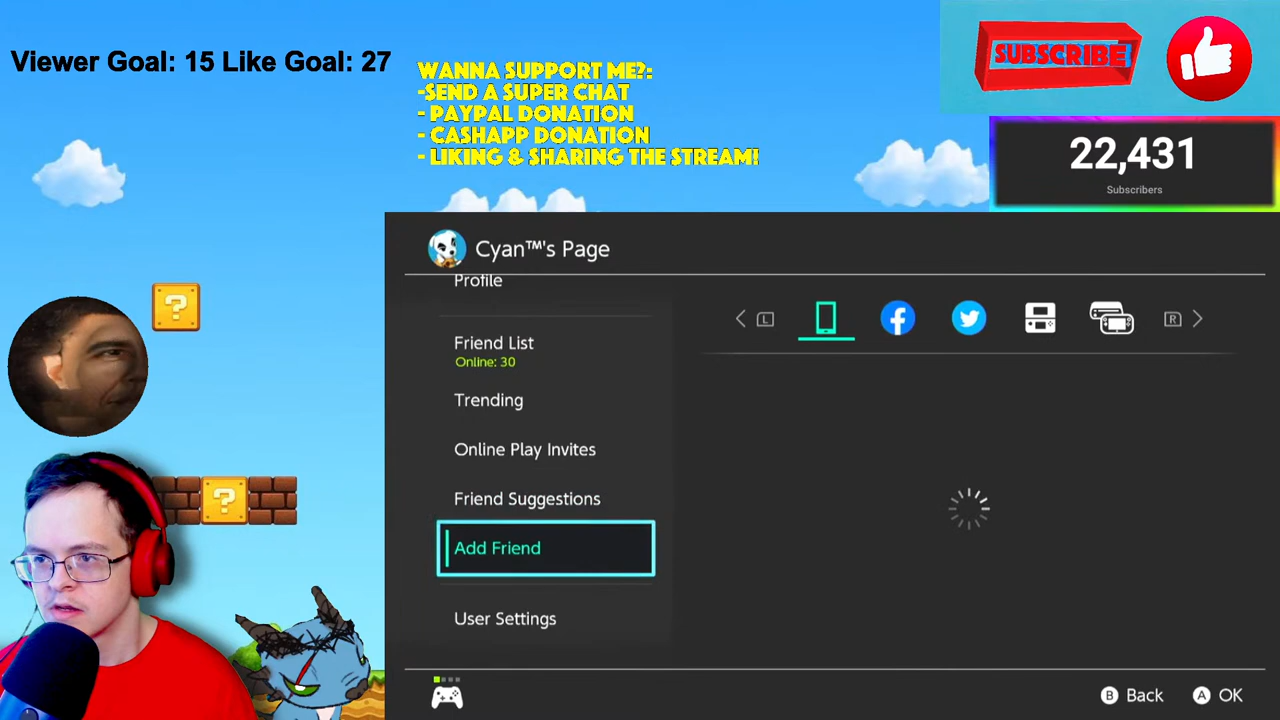 Viewer Goal: 15 Like Goal: 27
WANNA SUPPORT ME?:
-SEND A SUPER CHAT
- PAYPAL DONATION
- CASHAPP DONATION
- LIKING & SHARING THE STREAM!
SUBSCRIBE
22,431
Subscribers
Cyan™'s Page
Profile
Friend List
Online: 30
Trending
Online Play Invites
Friend Suggestions
Add Friend
User Settings
L
R
B Back
A OK
?
?